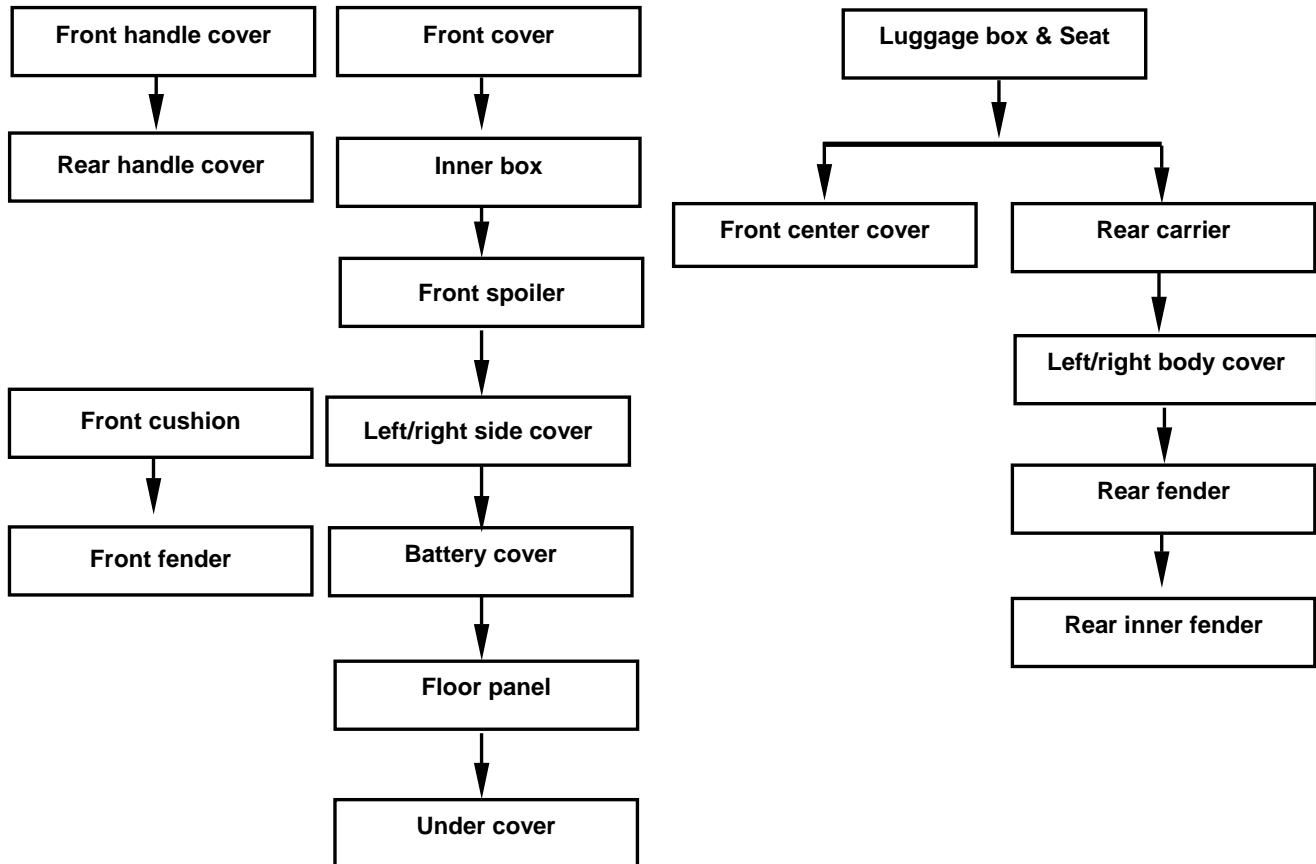 Front handle cover
Rear handle cover
Front cushion
Front fender
Front cover
Inner box
Front spoiler
Left/right side cover
Battery cover
Floor panel
Under cover
Luggage box & Seat
Front center cover
Rear carrier
Left/right body cover
Rear fender
Rear inner fender